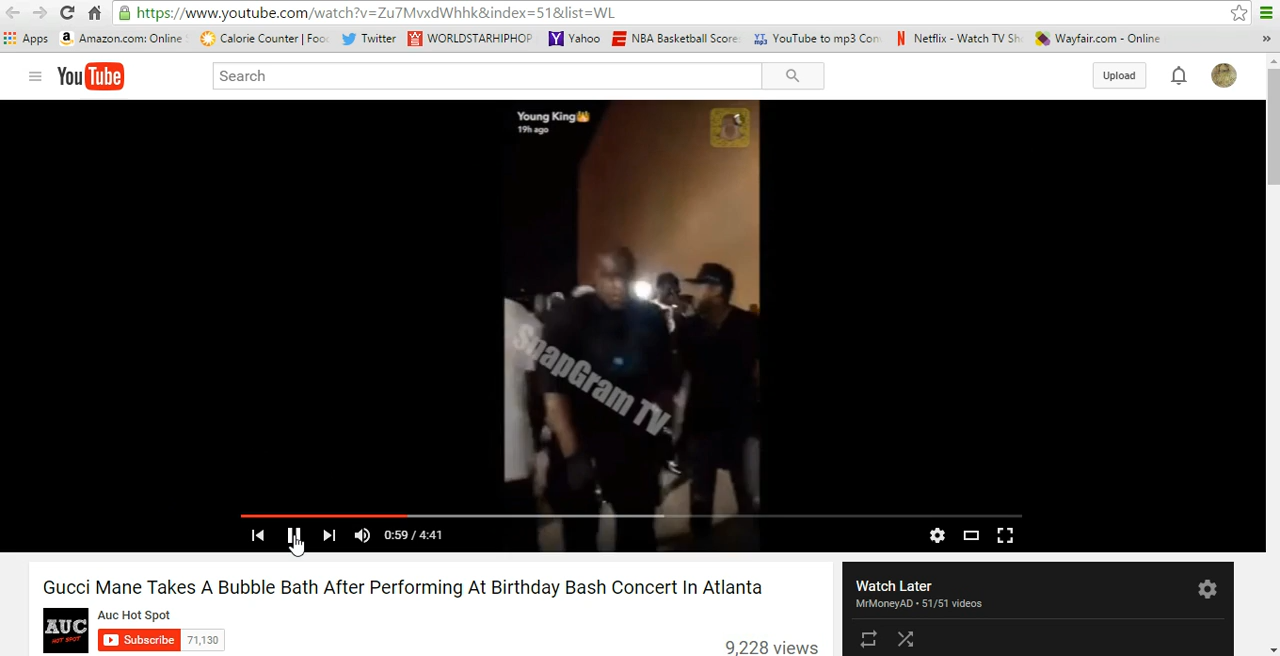 https://www.youtube.com/watch?v=Zu7MvxdWhhk&index=51&list=WL
Apps Amazon.com: Online Calorie Counter | Foo Twitter WORLDSTARHIPHOP Yahoo NBA Basketball Score YouTube to mp3 Con Netflix - Watch TV Sh Wayfair.com - Online »
YouTube Search Upload
Young King
19h ago
SnapGram TV
0:59 / 4:41
Gucci Mane Takes A Bubble Bath After Performing At Birthday Bash Concert In Atlanta
AUC HOT SPOT
Auc Hot Spot
Subscribe 71,130
9,228 views
Watch Later
MrMoneyAD • 51/51 videos